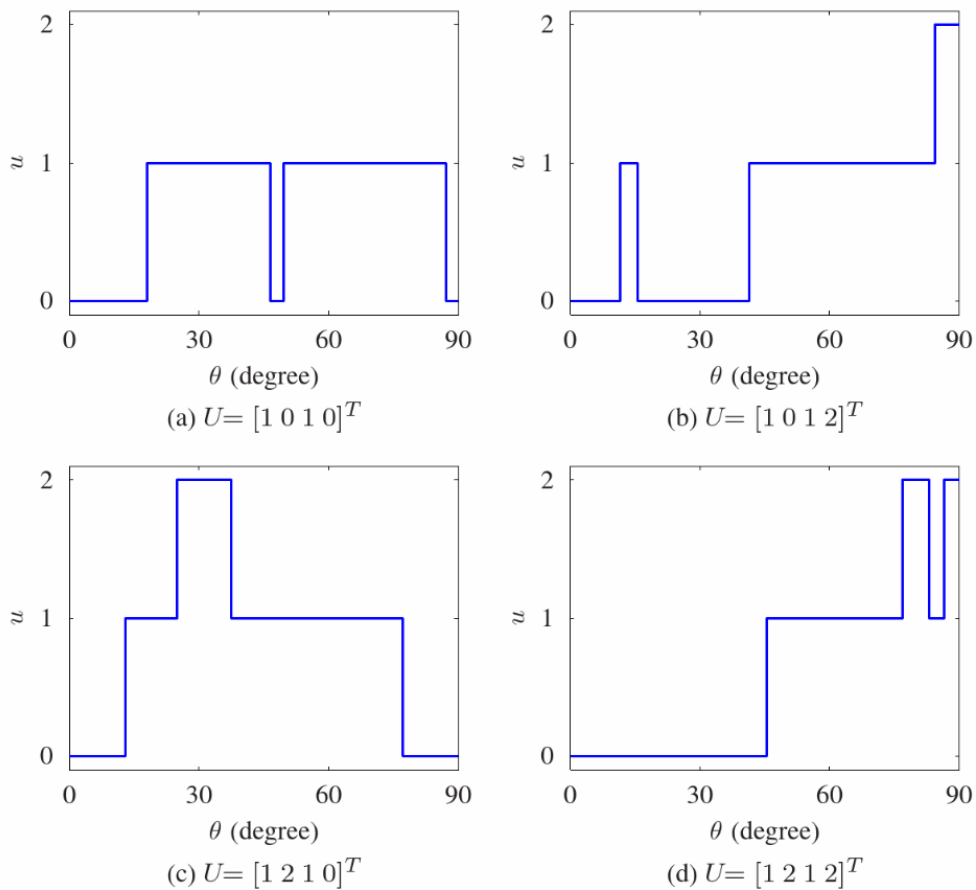 2
1
0
u
0 30 60 90
θ (degree)
(a) U= [1 0 1 0]^T
2
1
0
u
0 30 60 90
θ (degree)
(b) U= [1 0 1 2]^T
2
1
0
u
0 30 60 90
θ (degree)
(c) U= [1 2 1 0]^T
2
1
0
u
0 30 60 90
θ (degree)
(d) U= [1 2 1 2]^T